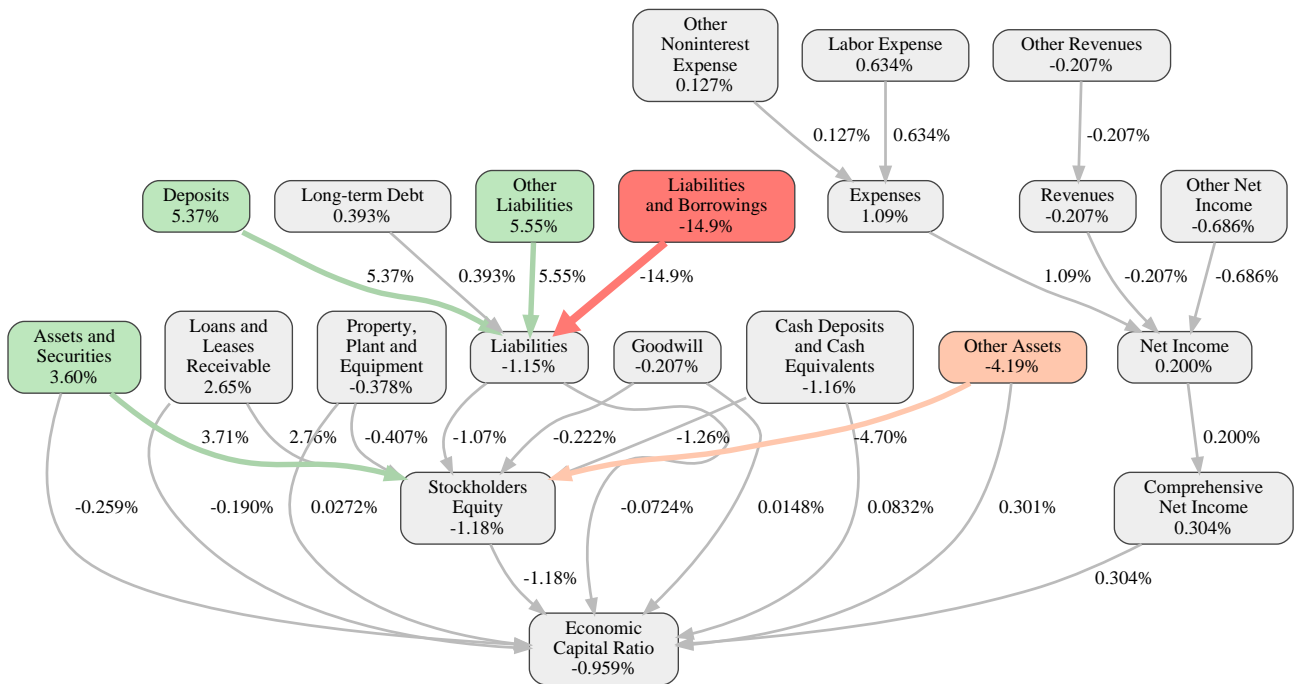 Other
Noninterest
Expense
0.127%
Labor Expense
0.634%
Other Revenues
-0.207%
0.127%
0.634%
-0.207%
Deposits
5.37%
Long-term Debt
0.393%
Other
Liabilities
5.55%
Liabilities
and Borrowings
-14.9%
Expenses
1.09%
Revenues
-0.207%
Other Net
Income
-0.686%
5.37%
0.393%
5.55%
-14.9%
1.09%
-0.207%
-0.686%
Assets and
Securities
3.60%
Loans and
Leases
Receivable
2.65%
Property,
Plant and
Equipment
-0.378%
Liabilities
-1.15%
Goodwill
-0.207%
Cash Deposits
and Cash
Equivalents
-1.16%
Other Assets
-4.19%
Net Income
0.200%
3.71%
2.76%
-0.407%
-1.07%
-0.222%
-1.26%
-4.70%
0.200%
Stockholders
Equity
-1.18%
Comprehensive
Net Income
0.304%
-0.259%
-0.190%
0.0272%
-0.0724%
0.0148%
0.0832%
0.301%
-1.18%
0.304%
Economic
Capital Ratio
-0.959%